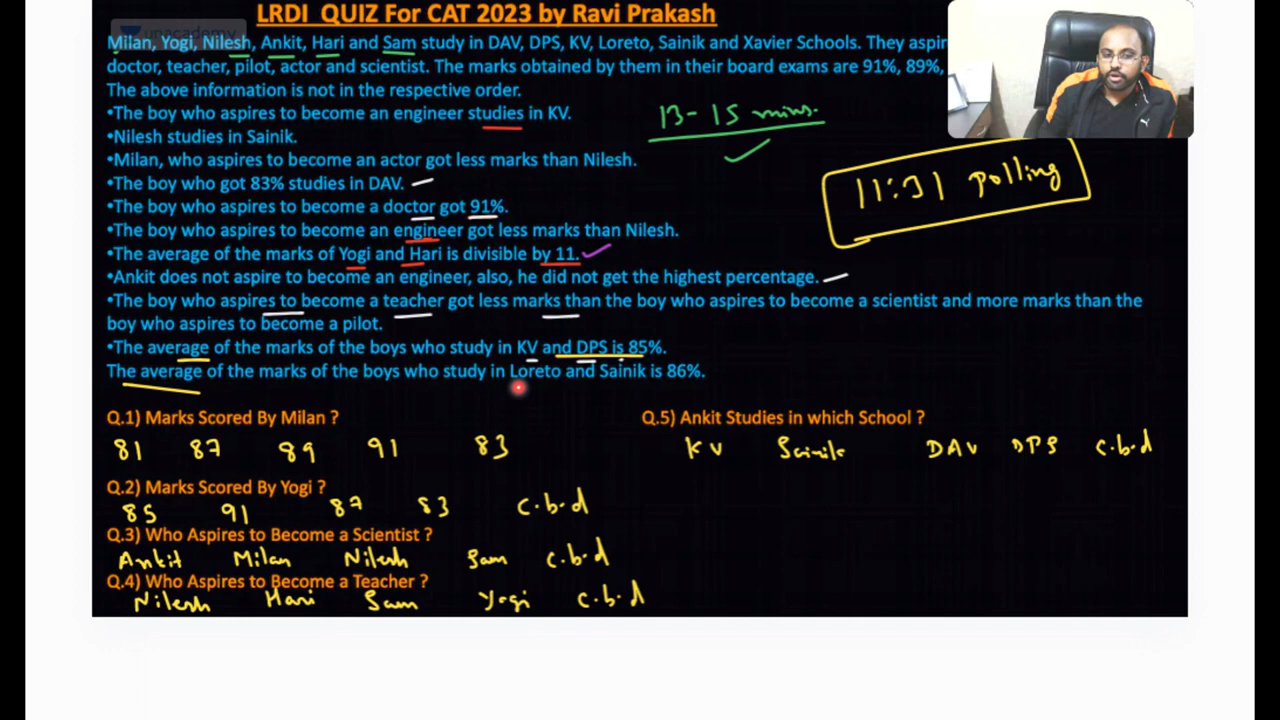 LRDI QUIZ For CAT 2023 by Ravi Prakash
unacademy
Milan, Yogi, Nilesh, Ankit, Hari and Sam study in DAV, DPS, KV, Loreto, Sainik and Xavier Schools. They aspir
doctor, teacher, pilot, actor and scientist. The marks obtained by them in their board exams are 91%, 89%,
The above information is not in the respective order.
•The boy who aspires to become an engineer studies in KV.
13-15 mins.
•Nilesh studies in Sainik.
•Milan, who aspires to become an actor got less marks than Nilesh.
•The boy who got 83% studies in DAV.
11:31 polling
•The boy who aspires to become a doctor got 91%.
•The boy who aspires to become an engineer got less marks than Nilesh.
•The average of the marks of Yogi and Hari is divisible by 11.
•Ankit does not aspire to become an engineer, also, he did not get the highest percentage.
•The boy who aspires to become a teacher got less marks than the boy who aspires to become a scientist and more marks than the
boy who aspires to become a pilot.
•The average of the marks of the boys who study in KV and DPS is 85%.
The average of the marks of the boys who study in Loreto and Sainik is 86%.
Q.1) Marks Scored By Milan ?
81 87 89 91 83
Q.2) Marks Scored By Yogi ?
85 91 87 83 c.b.d
Q.3) Who Aspires to Become a Scientist ?
Ankit Milan Nilesh Sam c.b.d
Q.4) Who Aspires to Become a Teacher ?
Nilesh Hari Sam Yogi c.b.d
Q.5) Ankit Studies in which School ?
KV Sainik DAV DPS c.b.d